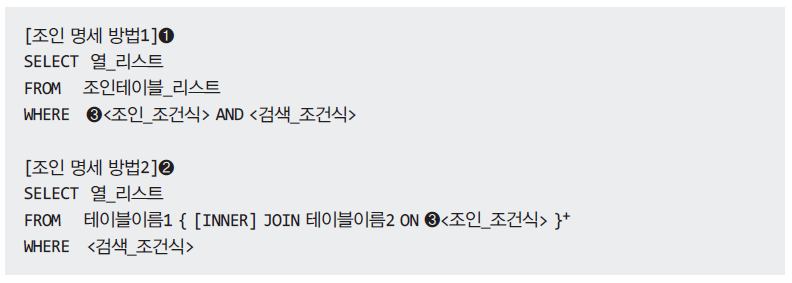 [조인 명세 방법1]❶
SELECT 열_리스트
FROM 조인테이블_리스트
WHERE ❸<조인_조건식> AND <검색_조건식>
[조인 명세 방법2]❷
SELECT 열_리스트
FROM 테이블이름1 { [INNER] JOIN 테이블이름2 ON ❸<조인_조건식> }⁺
WHERE <검색_조건식>